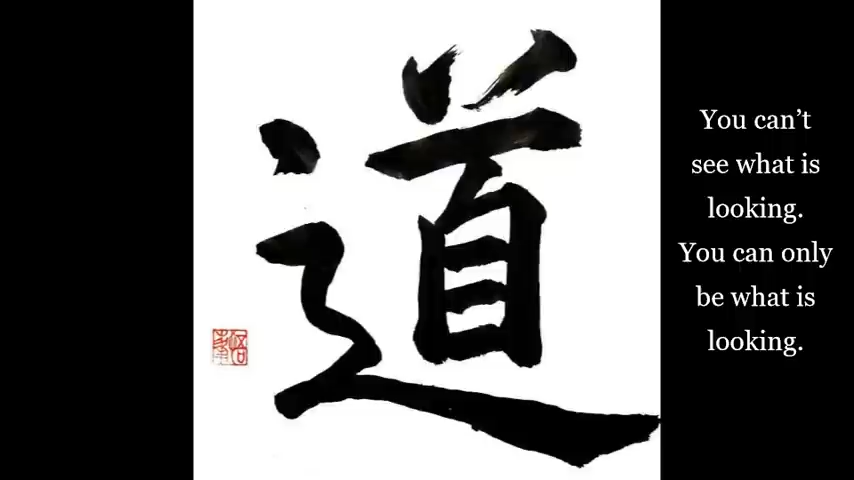 道
You can’t
see what is
looking.
You can only
be what is
looking.